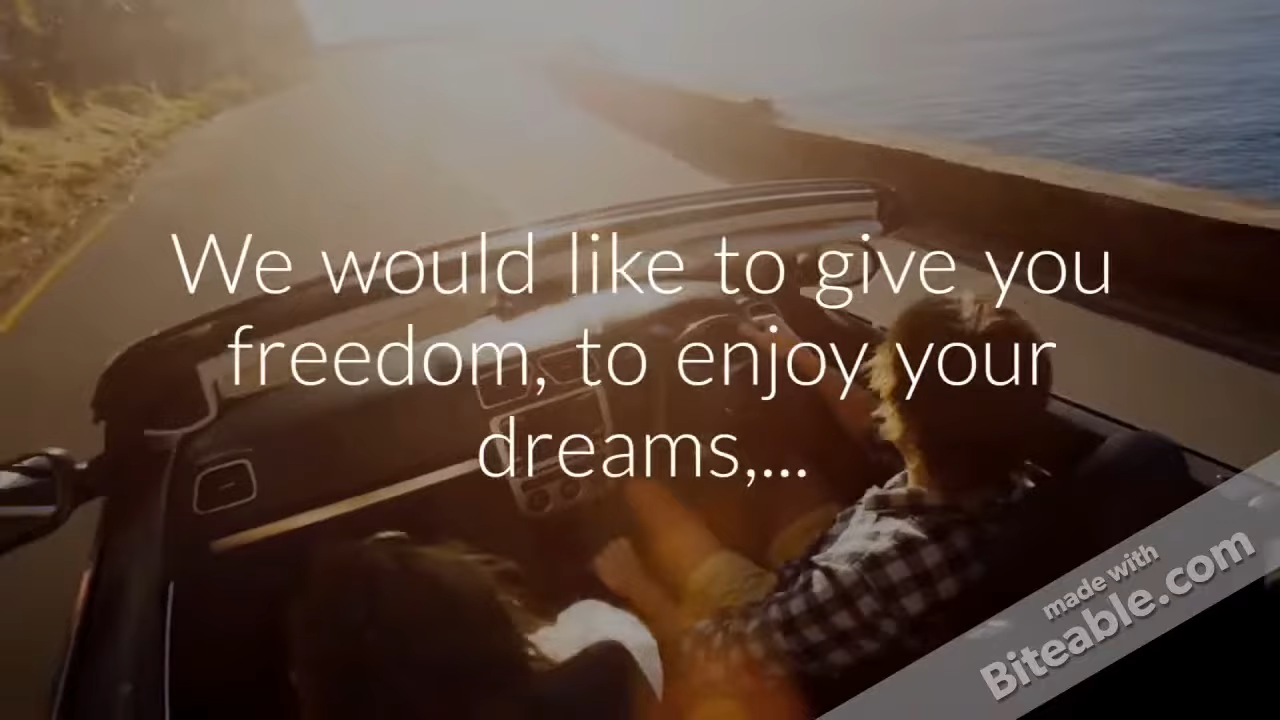 We would like to give you
freedom, to enjoy your
dreams,...
made with
Biteable.com